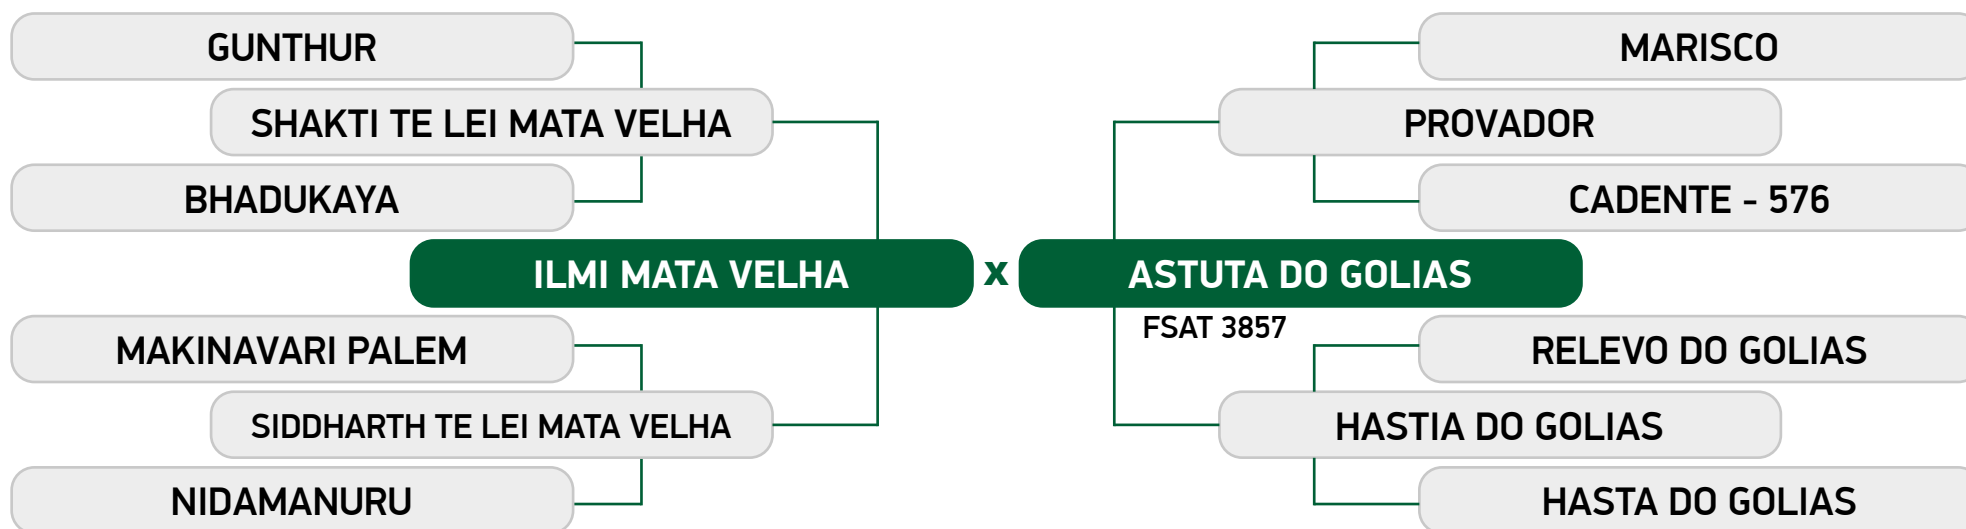 GUNTHUR
MARISCO
SHAKTI TE LEI MATA VELHA
PROVADOR
BHADUKAYA
CADENTE - 576
ILMI MATA VELHA
x
ASTUTA DO GOLIAS
FSAT 3857
MAKINAVARI PALEM
RELEVO DO GOLIAS
SIDDHARTH TE LEI MATA VELHA
HASTIA DO GOLIAS
NIDAMANURU
HASTA DO GOLIAS